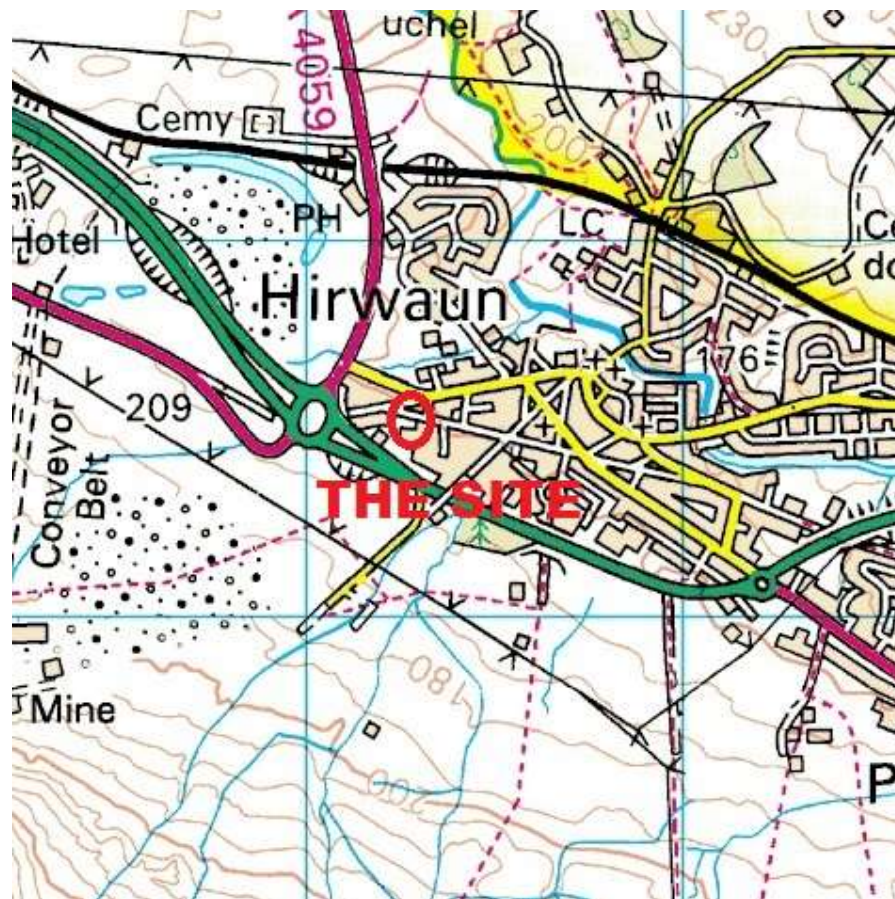 uchel
230
A 4059
Cemy
200
PH
LC
Hotel
Hirwaun
176
209
Conveyor
Belt
THE SITE
180
Mine
200
P